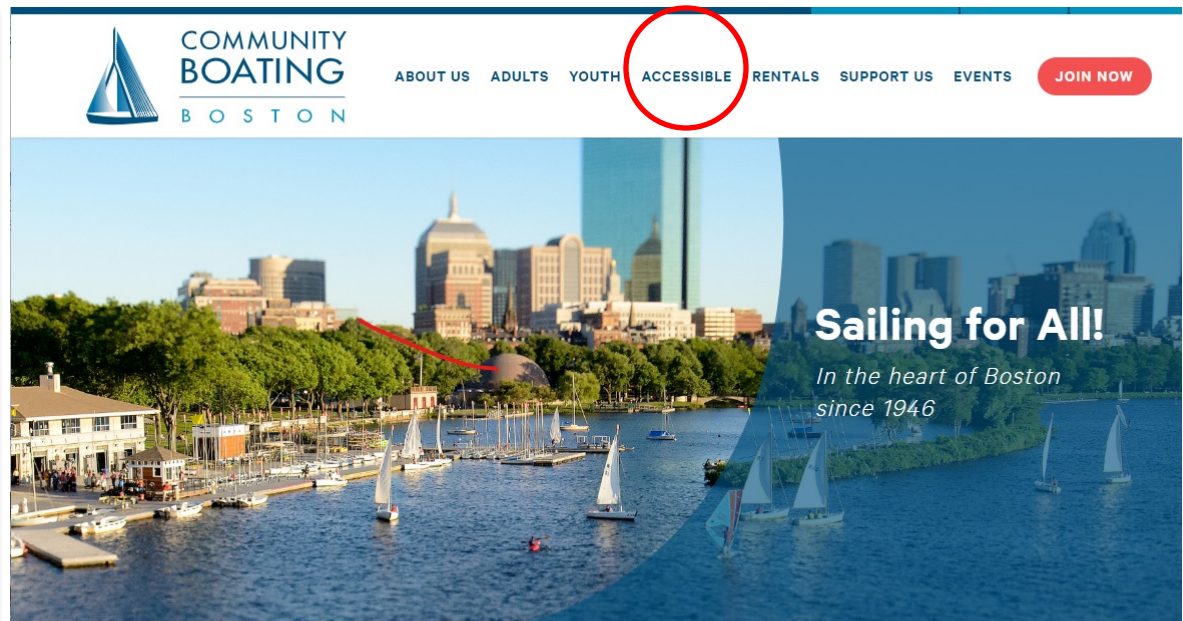 COMMUNITY
BOATING
BOSTON
ABOUT US ADULTS YOUTH ACCESSIBLE RENTALS SUPPORT US EVENTS JOIN NOW
Sailing for All!
In the heart of Boston
since 1946